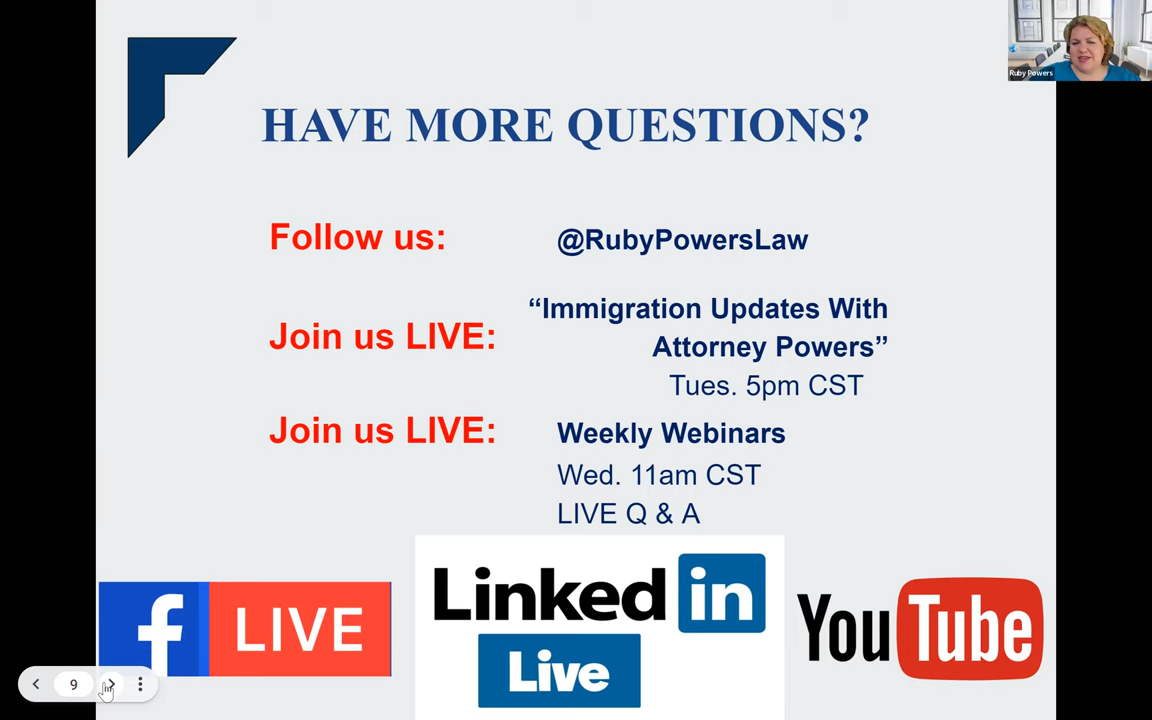 Ruby Powers
HAVE MORE QUESTIONS?
Follow us:
@RubyPowersLaw
Join us LIVE:
“Immigration Updates With
Attorney Powers”
Tues. 5pm CST
Join us LIVE:
Weekly Webinars
Wed. 11am CST
LIVE Q & A
f LIVE
Linked in
Live
YouTube
9